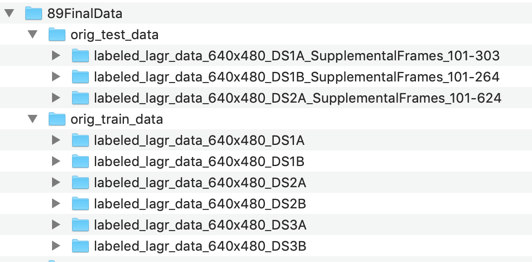 89FinalData
orig_test_data
labeled_lagr_data_640x480_DS1A_SupplementalFrames_101-303
labeled_lagr_data_640x480_DS1B_SupplementalFrames_101-264
labeled_lagr_data_640x480_DS2A_SupplementalFrames_101-624
orig_train_data
labeled_lagr_data_640x480_DS1A
labeled_lagr_data_640x480_DS1B
labeled_lagr_data_640x480_DS2A
labeled_lagr_data_640x480_DS2B
labeled_lagr_data_640x480_DS3A
labeled_lagr_data_640x480_DS3B